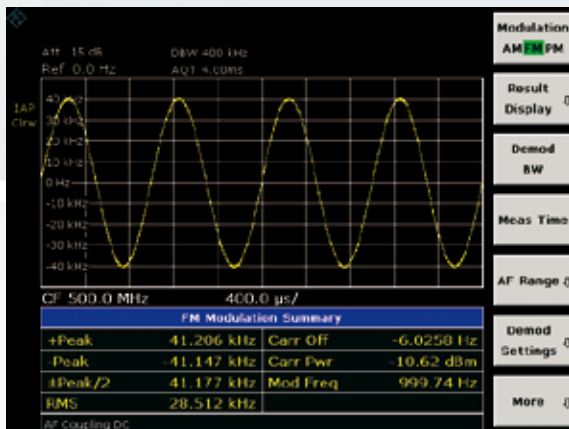 Att 15 dB DBW 400 kHz
Ref 0.0 Hz AQT 4.00ms
1AP
Clrw
40 kHz
30 kHz
20 kHz
10 kHz
0 Hz
-10 kHz
-20 kHz
-30 kHz
-40 kHz
CF 500.0 MHz 400.0 µs/
FM Modulation Summary
+Peak 41.206 kHz Carr Off -6.0258 Hz
-Peak -41.147 kHz Carr Pwr -10.62 dBm
±Peak/2 41.177 kHz Mod Freq 999.74 Hz
RMS 28.512 kHz
AF Coupling DC
Modulation
AM FM PM
Result
Display
Demod
BW
Meas Time
AF Range
Demod
Settings
More